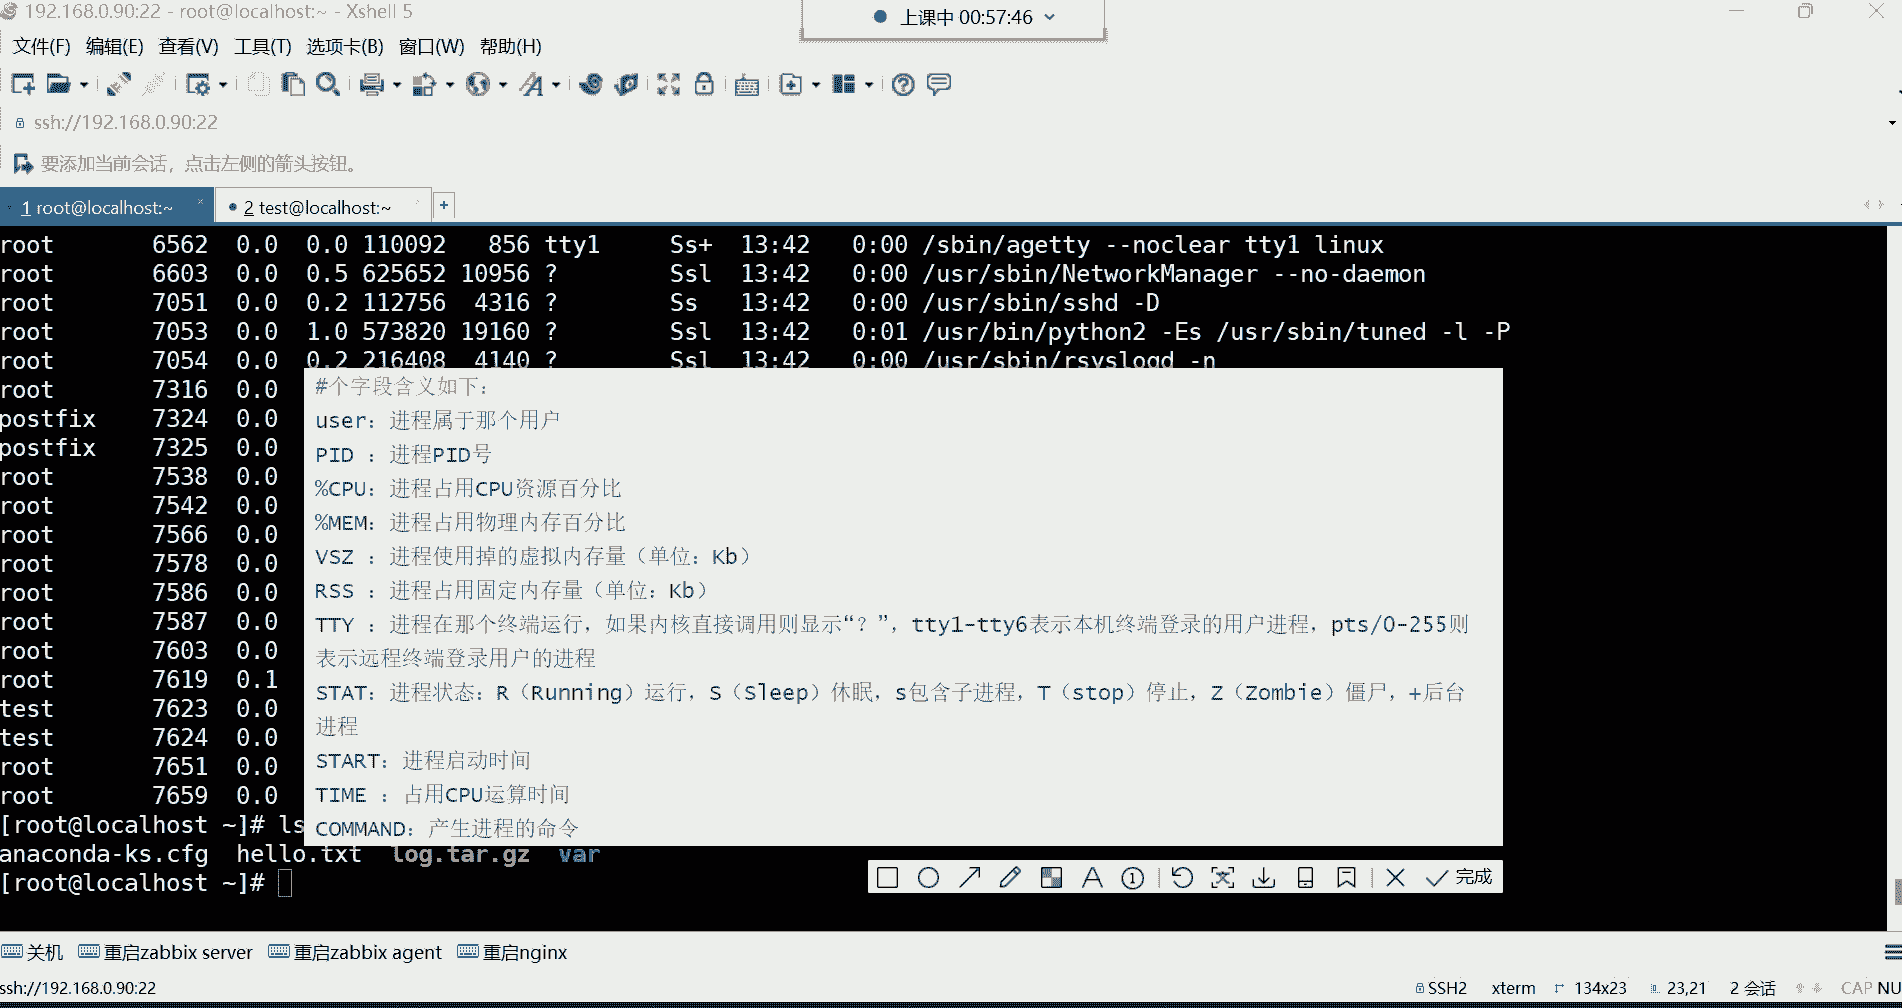 192.168.0.90:22 - root@localhost:~ - Xshell 5
上课中 00:57:46
文件(F) 编辑(E) 查看(V) 工具(T) 选项卡(B) 窗口(W) 帮助(H)
ssh://192.168.0.90:22
要添加当前会话，点击左侧的箭头按钮。
1 root@localhost:~ × 2 test@localhost:~ +
root 6562 0.0 0.0 110092 856 tty1 Ss+ 13:42 0:00 /sbin/agetty --noclear tty1 linux
root 6603 0.0 0.5 625652 10956 ? Ssl 13:42 0:00 /usr/sbin/NetworkManager --no-daemon
root 7051 0.0 0.2 112756 4316 ? Ss 13:42 0:00 /usr/sbin/sshd -D
root 7053 0.0 1.0 573820 19160 ? Ssl 13:42 0:01 /usr/bin/python2 -Es /usr/sbin/tuned -l -P
root 7054 0.0 0.2 216408 4140 ? Ssl 13:42 0:00 /usr/sbin/rsyslogd -n
root 7316 0.0
postfix 7324 0.0
postfix 7325 0.0
root 7538 0.0
root 7542 0.0
root 7566 0.0
root 7578 0.0
root 7586 0.0
root 7587 0.0
root 7603 0.0
root 7619 0.1
test 7623 0.0
test 7624 0.0
root 7651 0.0
root 7659 0.0
[root@localhost ~]# ls
anaconda-ks.cfg hello.txt log.tar.gz var
[root@localhost ~]#
#个字段含义如下：
user：进程属于那个用户
PID ：进程PID号
%CPU：进程占用CPU资源百分比
%MEM：进程占用物理内存百分比
VSZ ：进程使用掉的虚拟内存量（单位：Kb）
RSS ：进程占用固定内存量（单位：Kb）
TTY ：进程在那个终端运行，如果内核直接调用则显示“？”，tty1-tty6表示本机终端登录的用户进程，pts/0-255则
表示远程终端登录用户的进程
STAT：进程状态：R（Running）运行，S（Sleep）休眠，s包含子进程，T（stop）停止，Z（Zombie）僵尸，+后台
进程
START：进程启动时间
TIME ：占用CPU运算时间
COMMAND：产生进程的命令
完成
关机 重启zabbix server 重启zabbix agent 重启nginx
ssh://192.168.0.90:22 SSH2 xterm 134x23 23,21 2 会话 CAP NU